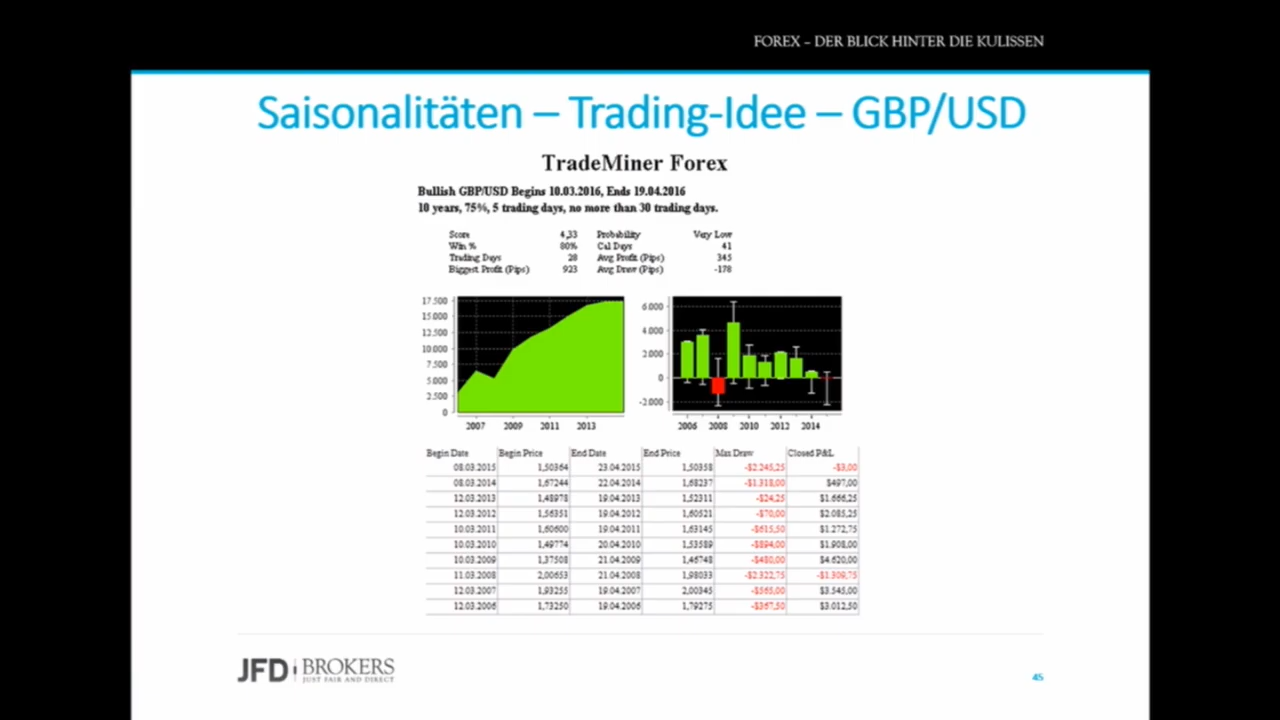 FOREX – DER BLICK HINTER DIE KULISSEN
Saisonalitäten – Trading-Idee – GBP/USD
TradeMiner Forex
Bullish GBP/USD Begins 10.03.2016, Ends 19.04.2016
10 years, 75%, 5 trading days, no more than 30 trading days.
Score 4,33 Probability Very Low
Win % 80% Cal Days 41
Trading Days 28 Avg Profit (Pips) 345
Biggest Profit (Pips) 923 Avg Draw (Pips) -178
17.500
15.000
12.500
10.000
7.500
5.000
2.500
0
2007 2009 2011 2013
6.000
4.000
2.000
0
-2.000
2006 2008 2010 2012 2014
Begin Date Begin Price End Date End Price Max Draw Closed P&L
08.03.2015 1,50364 23.04.2015 1,50358 -$2.245,25 -$3,00
08.03.2014 1,67244 22.04.2014 1,68237 -$1.318,00 $497,00
12.03.2013 1,48978 19.04.2013 1,52311 -$24,25 $1.666,25
12.03.2012 1,56351 19.04.2012 1,60521 -$70,00 $2.085,25
10.03.2011 1,60600 19.04.2011 1,63145 -$615,50 $1.272,75
10.03.2010 1,49774 20.04.2010 1,53589 -$894,00 $1.908,00
10.03.2009 1,37508 21.04.2009 1,46748 -$480,00 $4.620,00
11.03.2008 2,00653 21.04.2008 1,98033 -$2.322,75 -$1.309,75
12.03.2007 1,93255 19.04.2007 2,00345 -$565,00 $3.545,00
12.03.2006 1,73250 19.04.2006 1,79275 -$367,50 $3.012,50
JFD BROKERS
JUST FAIR AND DIRECT
45